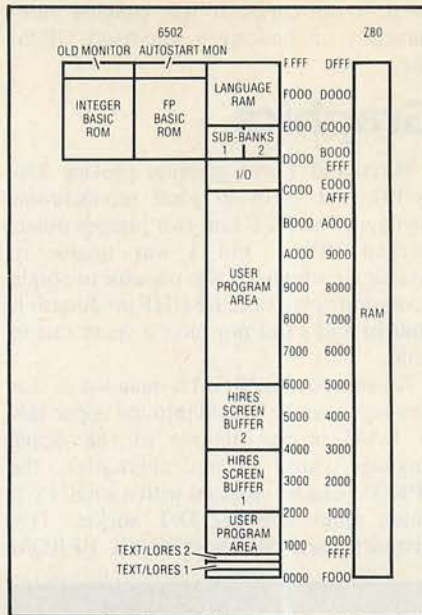 6502
Z80
OLD MONITOR
AUTOSTART MON
FFFF DFFF
LANGUAGE
RAM
F000 D000
INTEGER
BASIC
ROM
FP
BASIC
ROM
E000 C000
SUB-BANKS
1 2
B000
D000 EFFF
I/O
E000
C000 AFFF
B000 A000
A000 9000
USER
PROGRAM
AREA
9000 8000
8000 7000
RAM
7000 6000
6000 5000
HIRES
SCREEN
BUFFER
2
5000 4000
4000 3000
HIRES
SCREEN
BUFFER
1
3000 2000
2000 1000
USER
PROGRAM
AREA
0000
1000 FFFF
TEXT/LORES 2
TEXT/LORES 1
0000 F000